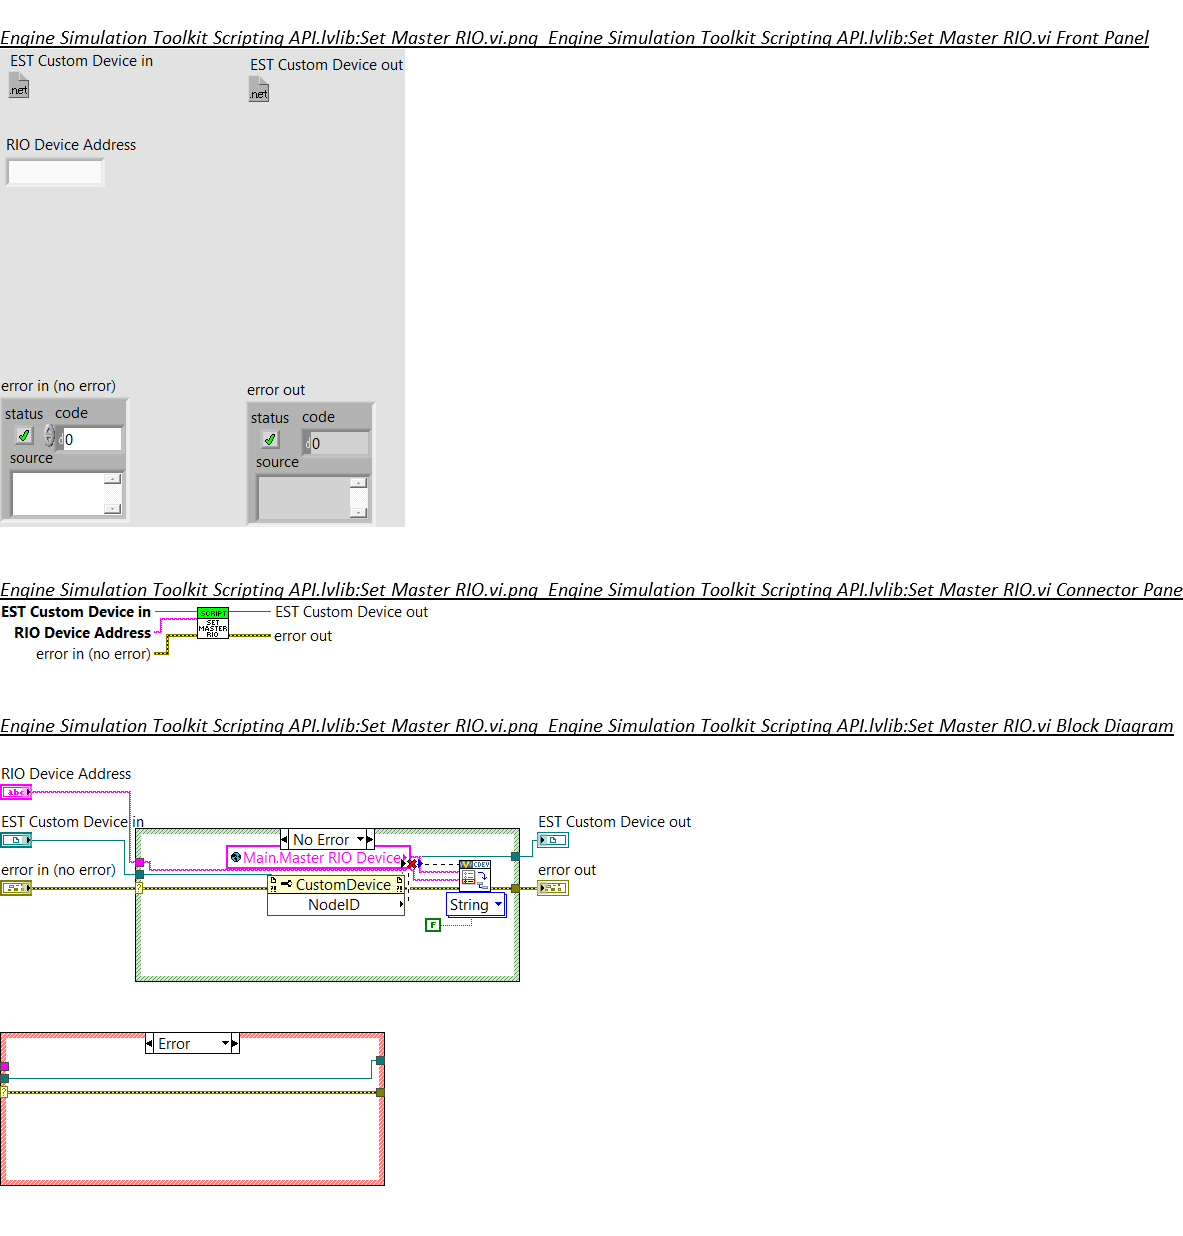 Engine Simulation Toolkit Scripting API.lvlib:Set Master RIO.vi.png Engine Simulation Toolkit Scripting API.lvlib:Set Master RIO.vi Front Panel
EST Custom Device in
EST Custom Device out
.net
.net
RIO Device Address
error in (no error)
error out
status code
status code
d 0
d 0
source
source
Engine Simulation Toolkit Scripting API.lvlib:Set Master RIO.vi.png Engine Simulation Toolkit Scripting API.lvlib:Set Master RIO.vi Connector Pane
EST Custom Device in
EST Custom Device out
SCRIPT
SET
MASTER
RIO
RIO Device Address
error out
error in (no error)
Engine Simulation Toolkit Scripting API.lvlib:Set Master RIO.vi.png Engine Simulation Toolkit Scripting API.lvlib:Set Master RIO.vi Block Diagram
RIO Device Address
abc
EST Custom Device in
EST Custom Device out
No Error
Main.Master RIO Device
error in (no error)
error out
CDEV
?
CustomDevice
NodeID
String
F
Error
?